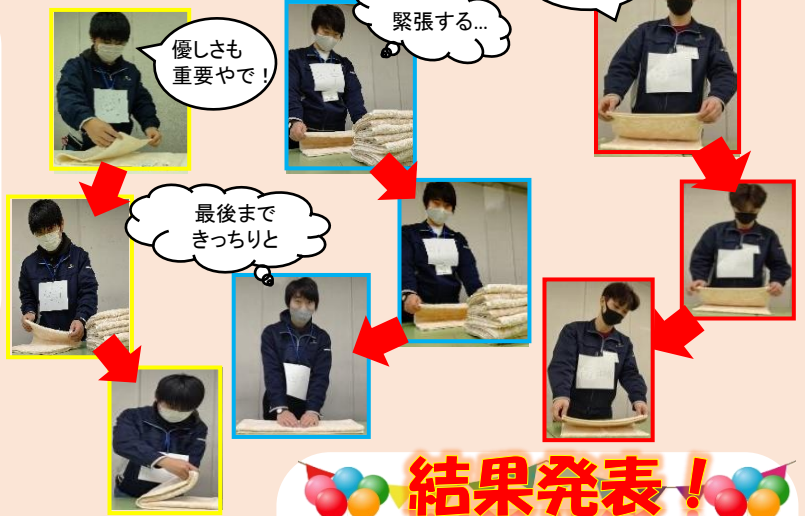 優しさも
重要やで！
緊張する...
最後まで
きっちりと
結果発表！